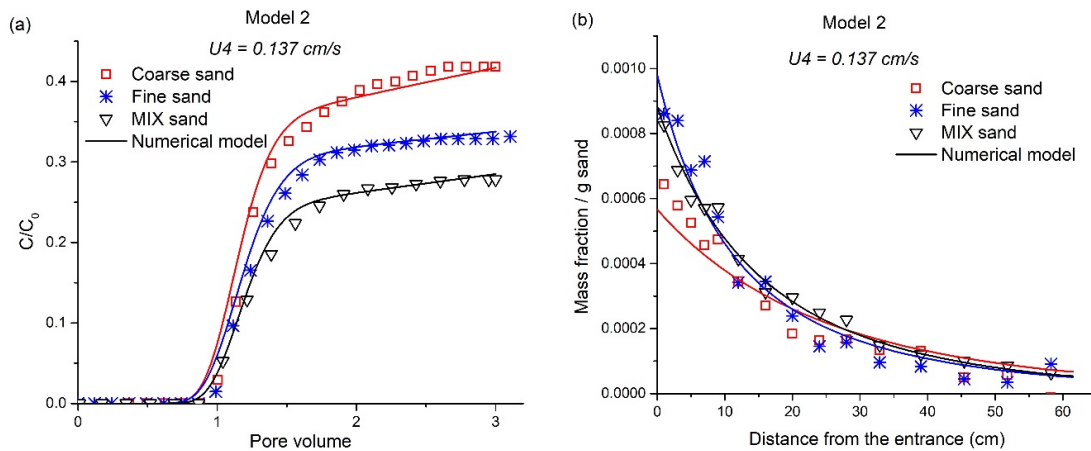 (a)
Model 2
U4 = 0.137 cm/s
Coarse sand
Fine sand
MIX sand
Numerical model
0.4
0.3
0.2
0.1
0.0
C/C0
0
1
2
3
Pore volume
(b)
Model 2
U4 = 0.137 cm/s
Coarse sand
Fine sand
MIX sand
Numerical model
0.0010
0.0008
0.0006
0.0004
0.0002
0.0000
Mass fraction / g sand
0
10
20
30
40
50
60
Distance from the entrance (cm)